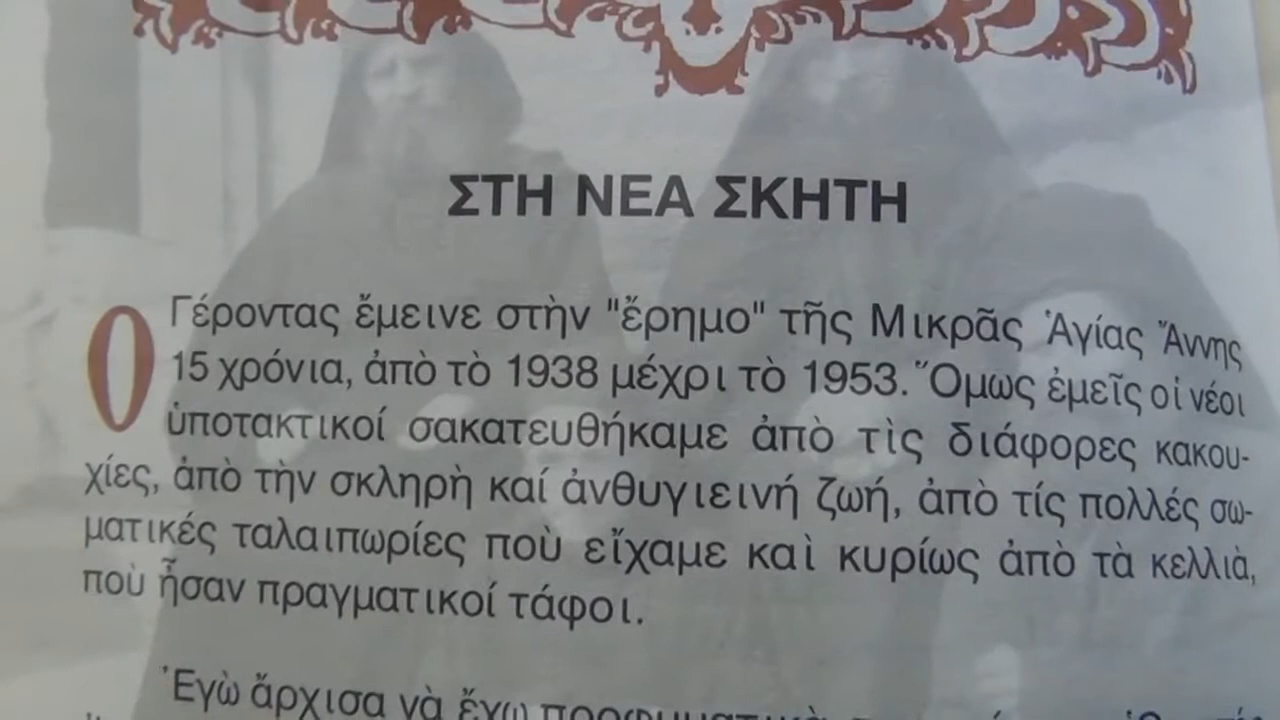 ΣΤΗ ΝΕΑ ΣΚΗΤΗ
Ο Γέροντας ἔμεινε στὴν "ἔρημο" τῆς Μικρᾶς Ἁγίας Ἄννης
15 χρόνια, ἀπὸ τὸ 1938 μέχρι τὸ 1953. Ὅμως ἐμεῖς οἱ νέοι
ὑποτακτικοί σακατευθήκαμε ἀπὸ τὶς διάφορες κακου-
χίες, ἀπὸ τὴν σκληρὴ καί ἀνθυγιεινή ζωή, ἀπὸ τίς πολλές σω-
ματικές ταλαιπωρίες ποὺ εἴχαμε καὶ κυρίως ἀπὸ τὰ κελλιὰ,
ποὺ ἦσαν πραγματικοί τάφοι.
Ἐγὼ ἄρχισα νὰ ἔχω